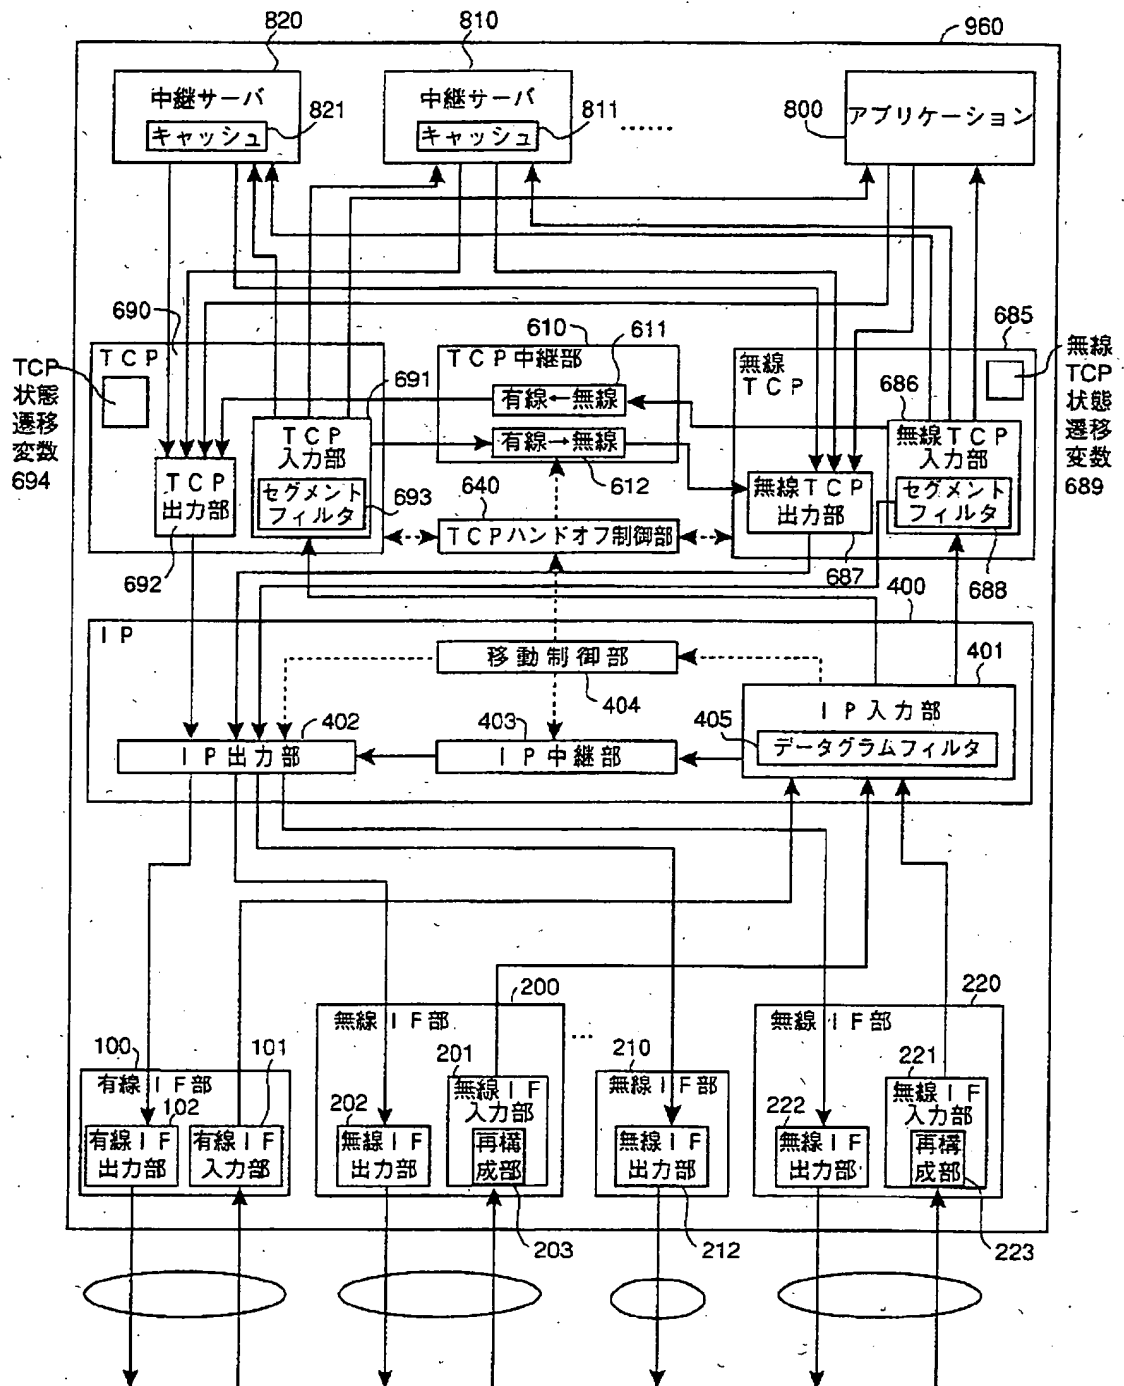 820
810
960
中継サーバ
821
キャッシュ
中継サーバ
811
キャッシュ
……
800
アプリケーション
690
TCP
TCP
状態
遷移
変数
694
691
TCP
入力部
セグメント
フィルタ
693
TCP
出力部
692
610
611
TCP中継部
有線←無線
有線→無線
612
640
TCPハンドオフ制御部
685
無線
TCP
686
無線TCP
入力部
セグメント
フィルタ
無線TCP
出力部
687
688
無線
TCP
状態
遷移
変数
689
400
IP
移動制御部
404
401
IP入力部
405
データグラムフィルタ
402
IP出力部
403
IP中継部
100
有線IF部
101
102
有線IF
出力部
有線IF
入力部
200
無線IF部
201
無線IF
入力部
再構
成部
202
無線IF
出力部
203
…
210
無線IF部
無線IF
出力部
212
220
無線IF部
221
無線IF
入力部
再構
成部
222
無線IF
出力部
223